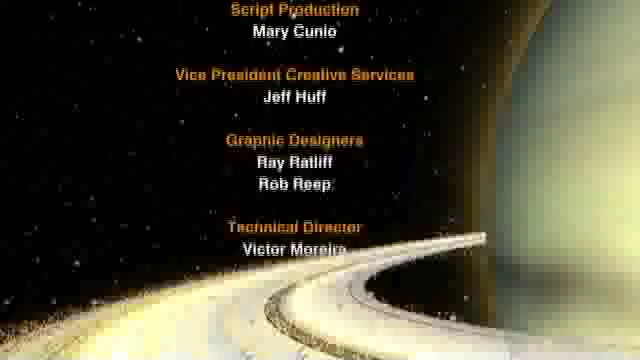 Script Production
Mary Cunio
Vice President Creative Services
Jeff Huff
Graphic Designers
Ray Ratliff
Rob Reep
Technical Director
Victor Moreira